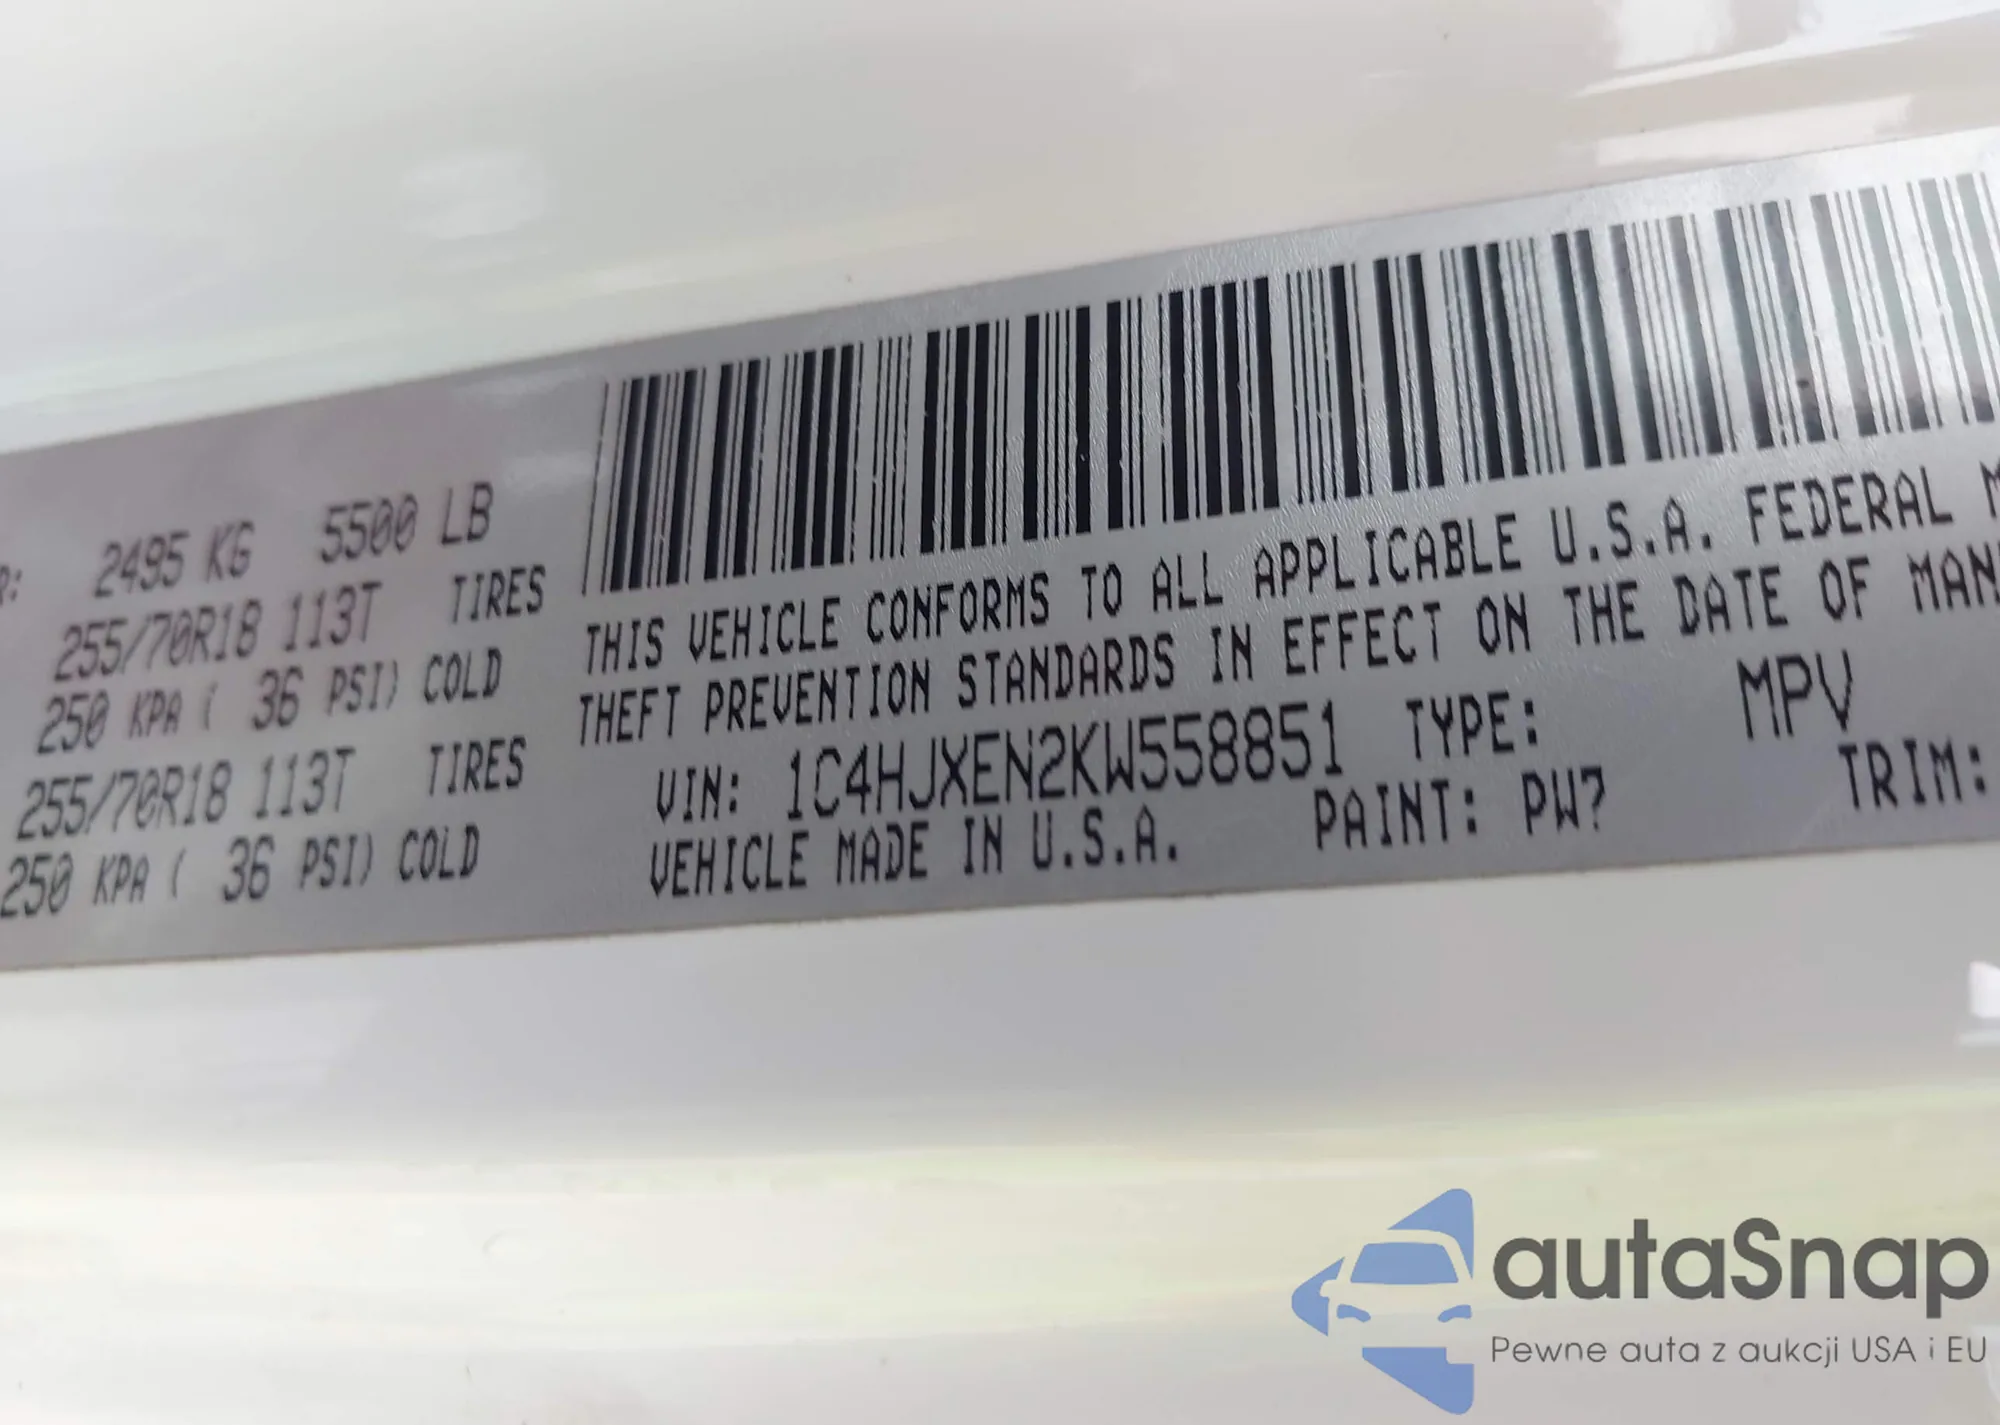 R: 2495 KG 5500 LB
255/70R18 113T TIRES
250 KPA ( 36 PSI) COLD
255/70R18 113T TIRES
250 KPA ( 36 PSI) COLD
THIS VEHICLE CONFORMS TO ALL APPLICABLE U.S.A. FEDERAL M
THEFT PREVENTION STANDARDS IN EFFECT ON THE DATE OF MAN
VIN: 1C4HJXEN2KW558851 TYPE: MPV
VEHICLE MADE IN U.S.A. PAINT: PW7 TRIM:
autaSnap
Pewne auta z aukcji USA i EU